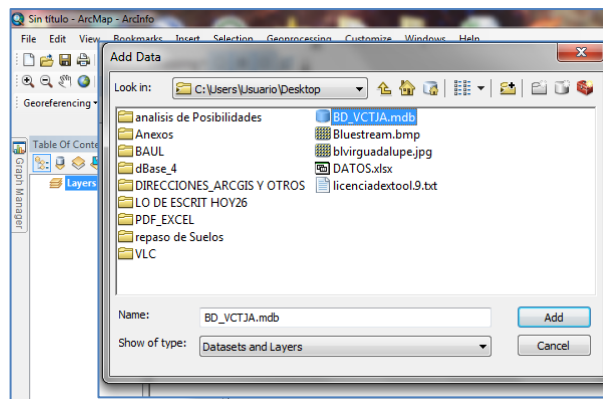 Sin título - ArcMap - ArcInfo
File Edit View Bookmarks Insert Selection Geoprocessing Customize Windows Help
Add Data
Look in: C:\Users\Usuario\Desktop
Georeferencing
Table Of Conte
Graph Manager
Layers
analisis de Posibilidades
Anexos
BAUL
dBase_4
DIRECCIONES_ARCGIS Y OTROS
LO DE ESCRIT HOY26
PDF_EXCEL
repaso de Suelos
VLC
BD_VCTJA.mdb
Bluestream.bmp
blvirguadalupe.jpg
DATOS.xlsx
licenciadextool.9.txt
Name: BD_VCTJA.mdb Add
Show of type: Datasets and Layers Cancel